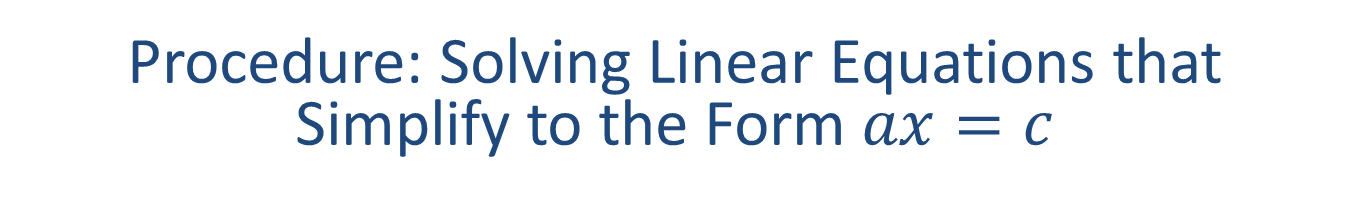 Procedure: Solving Linear Equations that
Simplify to the Form 𝑎𝑥 = 𝑐